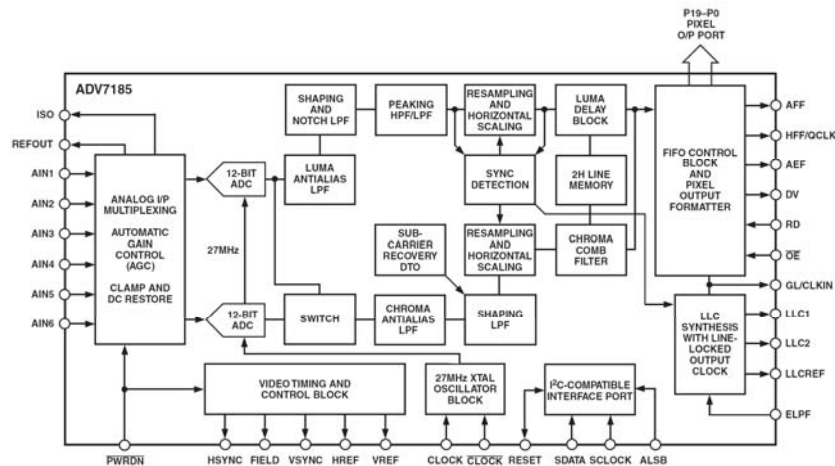 P19–P0
PIXEL
O/P PORT
ADV7185
ISO
REFOUT
AIN1
AIN2
AIN3
AIN4
AIN5
AIN6
ANALOG I/P
MULTIPLEXING
AUTOMATIC
GAIN
CONTROL
(AGC)
CLAMP AND
DC RESTORE
12-BIT
ADC
27MHz
12-BIT
ADC
SHAPING
AND
NOTCH LPF
LUMA
ANTIALIAS
LPF
PEAKING
HPF/LPF
RESAMPLING
AND
HORIZONTAL
SCALING
LUMA
DELAY
BLOCK
SYNC
DETECTION
2H LINE
MEMORY
SUB-
CARRIER
RECOVERY
DTO
RESAMPLING
AND
HORIZONTAL
SCALING
CHROMA
COMB
FILTER
SWITCH
CHROMA
ANTIALIAS
LPF
SHAPING
LPF
FIFO CONTROL
BLOCK
AND
PIXEL
OUTPUT
FORMATTER
LLC
SYNTHESIS
WITH LINE-
LOCKED
OUTPUT
CLOCK
AFF
HFF/QCLK
AEF
DV
RD
OE
GL/CLKIN
LLC1
LLC2
LLCREF
ELPF
VIDEO TIMING AND
CONTROL BLOCK
27MHz XTAL
OSCILLATOR
BLOCK
I²C-COMPATIBLE
INTERFACE PORT
PWRDN
HSYNC
FIELD
VSYNC
HREF
VREF
CLOCK
CLOCK
RESET
SDATA
SCLOCK
ALSB